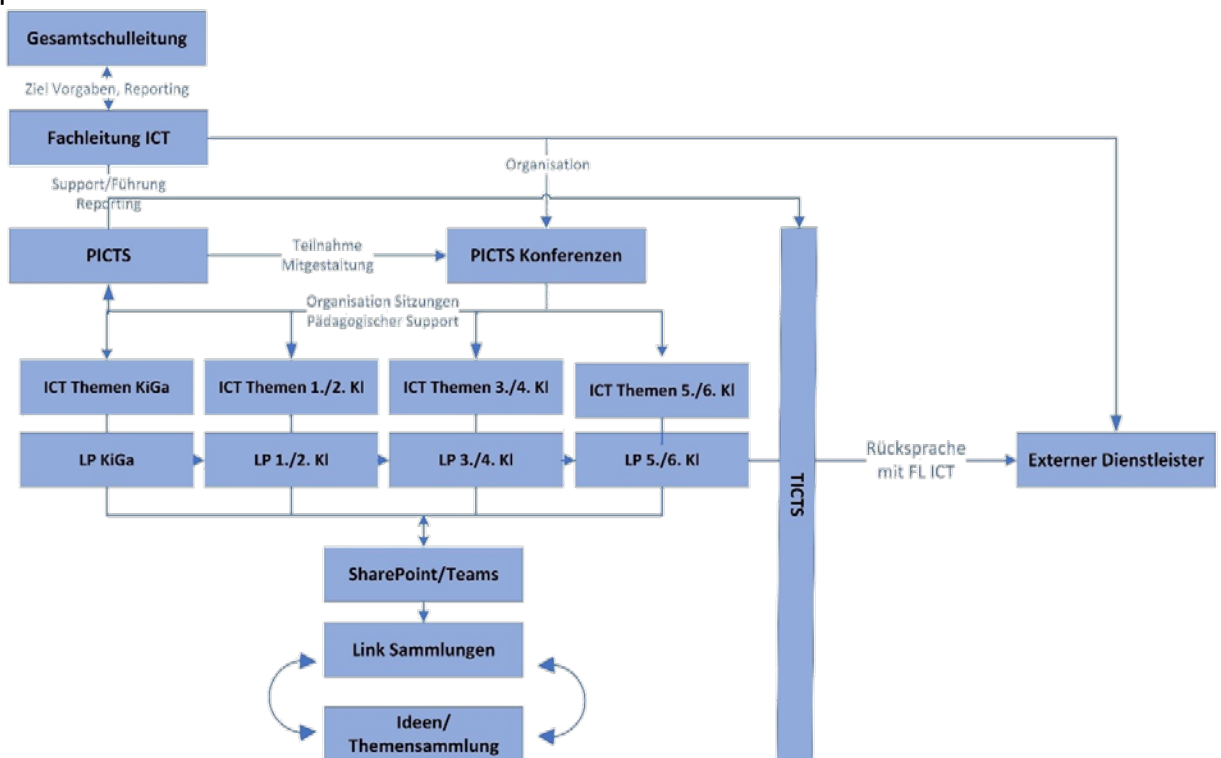 Gesamtschulleitung
Ziel Vorgaben, Reporting
Fachleitung ICT
Organisation
Support/Führung
Reporting
PICTS
Teilnahme
Mitgestaltung
PICTS Konferenzen
Organisation Sitzungen
Pädagogischer Support
ICT Themen KiGa
ICT Themen 1./2. Kl
ICT Themen 3./4. Kl
ICT Themen 5./6. Kl
LP KiGa
LP 1./2. Kl
LP 3./4. Kl
LP 5./6. Kl
TICTS
Rücksprache
mit FL ICT
Externer Dienstleister
SharePoint/Teams
Link Sammlungen
Ideen/
Themensammlung